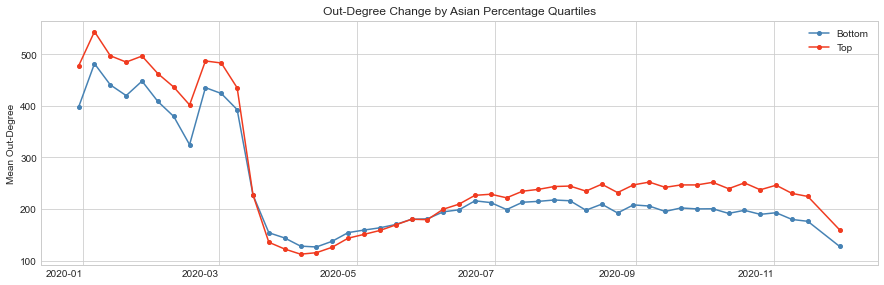 Out-Degree Change by Asian Percentage Quartiles
Bottom
Top
Mean Out-Degree
500
400
300
200
100
2020-01
2020-03
2020-05
2020-07
2020-09
2020-11